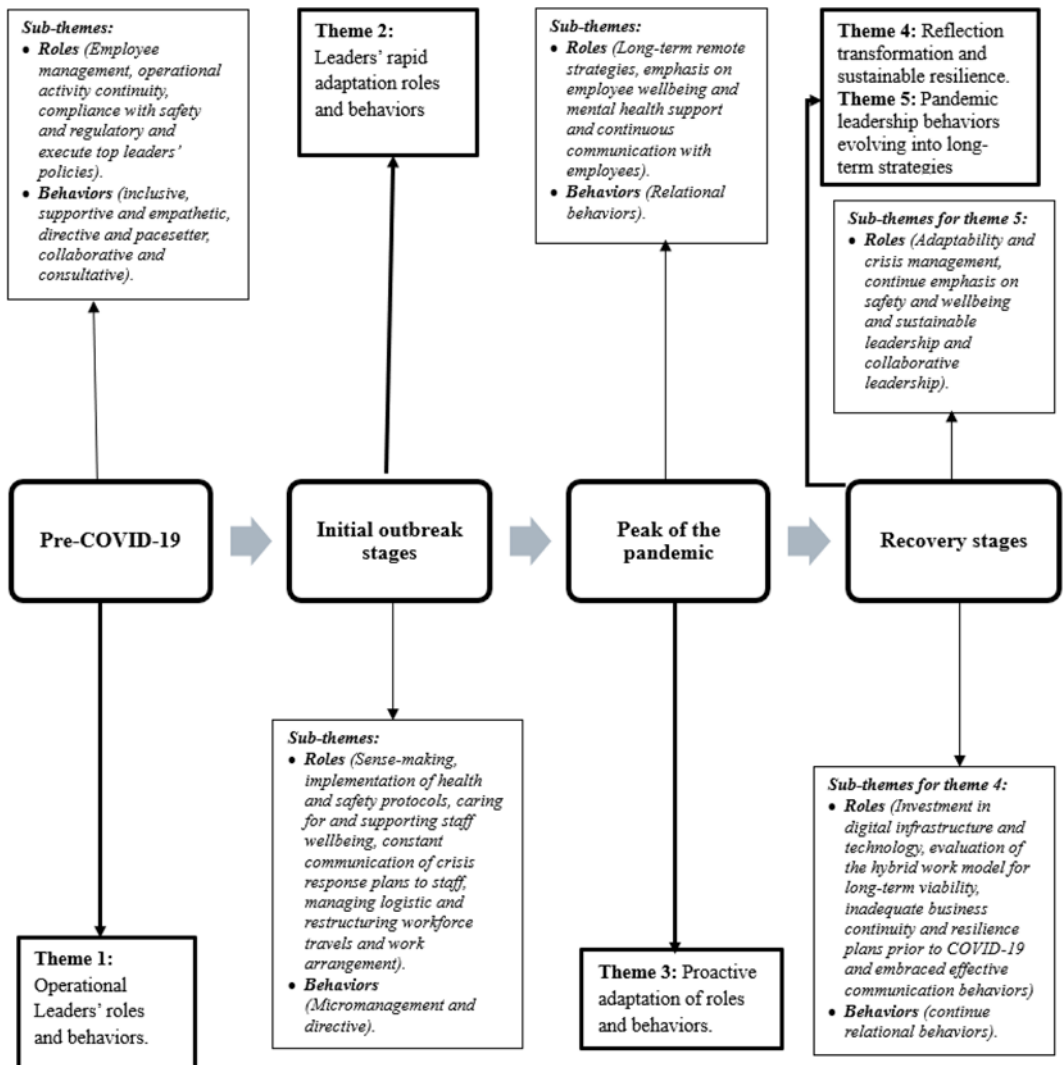 Sub-themes:
• Roles (Employee
management, operational
activity continuity,
compliance with safety
and regulatory and
execute top leaders’
policies).
• Behaviors (inclusive,
supportive and empathetic,
directive and pacesetter,
collaborative and
consultative).
Theme 2:
Leaders’ rapid
adaptation roles
and behaviors
Sub-themes:
• Roles (Long-term remote
strategies, emphasis on
employee wellbeing and
mental health support
and continuous
communication with
employees).
• Behaviors (Relational
behaviors).
Theme 4: Reflection
transformation and
sustainable resilience.
Theme 5: Pandemic
leadership behaviors
evolving into long-
term strategies
Sub-themes for theme 5:
• Roles (Adaptability and
crisis management,
continue emphasis on
safety and wellbeing
and sustainable
leadership and
collaborative
leadership).
Pre-COVID-19
Initial outbreak
stages
Peak of the
pandemic
Recovery stages
Theme 1:
Operational
Leaders’ roles
and behaviors.
Sub-themes:
• Roles (Sense-making,
implementation of health
and safety protocols, caring
for and supporting staff
wellbeing, constant
communication of crisis
response plans to staff,
managing logistic and
restructuring workforce
travels and work
arrangement).
• Behaviors
(Micromanagement and
directive).
Theme 3: Proactive
adaptation of roles
and behaviors.
Sub-themes for theme 4:
• Roles (Investment in
digital infrastructure and
technology, evaluation of
the hybrid work model for
long-term viability,
inadequate business
continuity and resilience
plans prior to COVID-19
and embraced effective
communication behaviors)
• Behaviors (continue
relational behaviors).